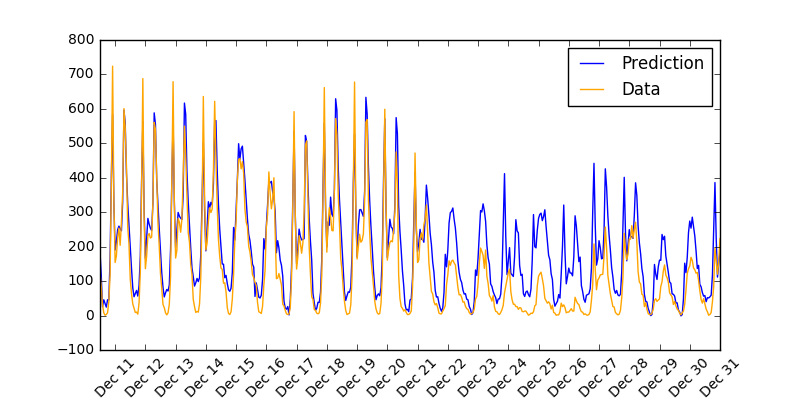 800
700
600
500
400
300
200
100
0
−100
Prediction
Data
Dec 11
Dec 12
Dec 13
Dec 14
Dec 15
Dec 16
Dec 17
Dec 18
Dec 19
Dec 20
Dec 21
Dec 22
Dec 23
Dec 24
Dec 25
Dec 26
Dec 27
Dec 28
Dec 29
Dec 30
Dec 31